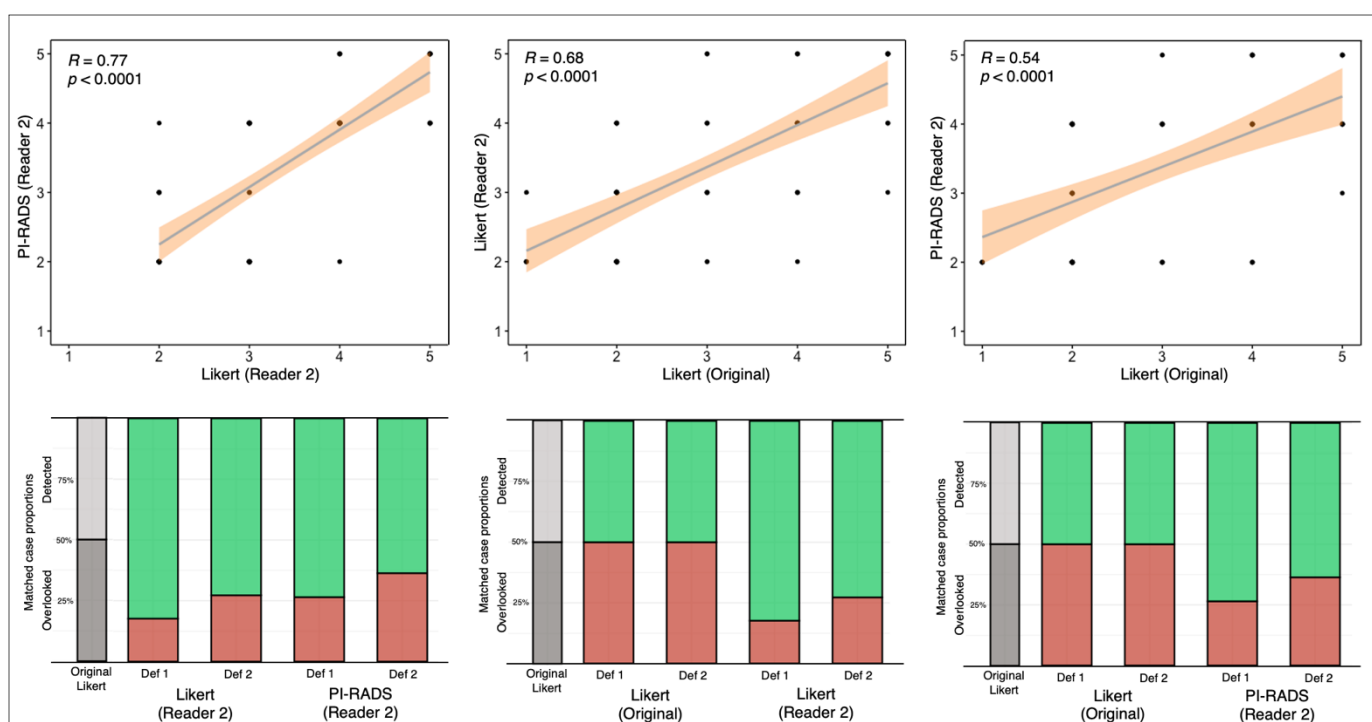 R = 0.77
p < 0.0001
PI-RADS (Reader 2)
5
4
3
2
1
1 2 3 4 5
Likert (Reader 2)
R = 0.68
p < 0.0001
Likert (Reader 2)
5
4
3
2
1
1 2 3 4 5
Likert (Original)
R = 0.54
p < 0.0001
PI-RADS (Reader 2)
5
4
3
2
1
1 2 3 4 5
Likert (Original)
Matched case proportions
Overlooked Detected
75%
50%
25%
Original
Likert
Def 1 Def 2 Def 1 Def 2
Likert
(Reader 2)
PI-RADS
(Reader 2)
Matched case proportions
Overlooked Detected
75%
50%
25%
Original
Likert
Def 1 Def 2 Def 1 Def 2
Likert
(Original)
Likert
(Reader 2)
Matched case proportions
Overlooked Detected
75%
50%
25%
Original
Likert
Def 1 Def 2 Def 1 Def 2
Likert
(Original)
PI-RADS
(Reader 2)